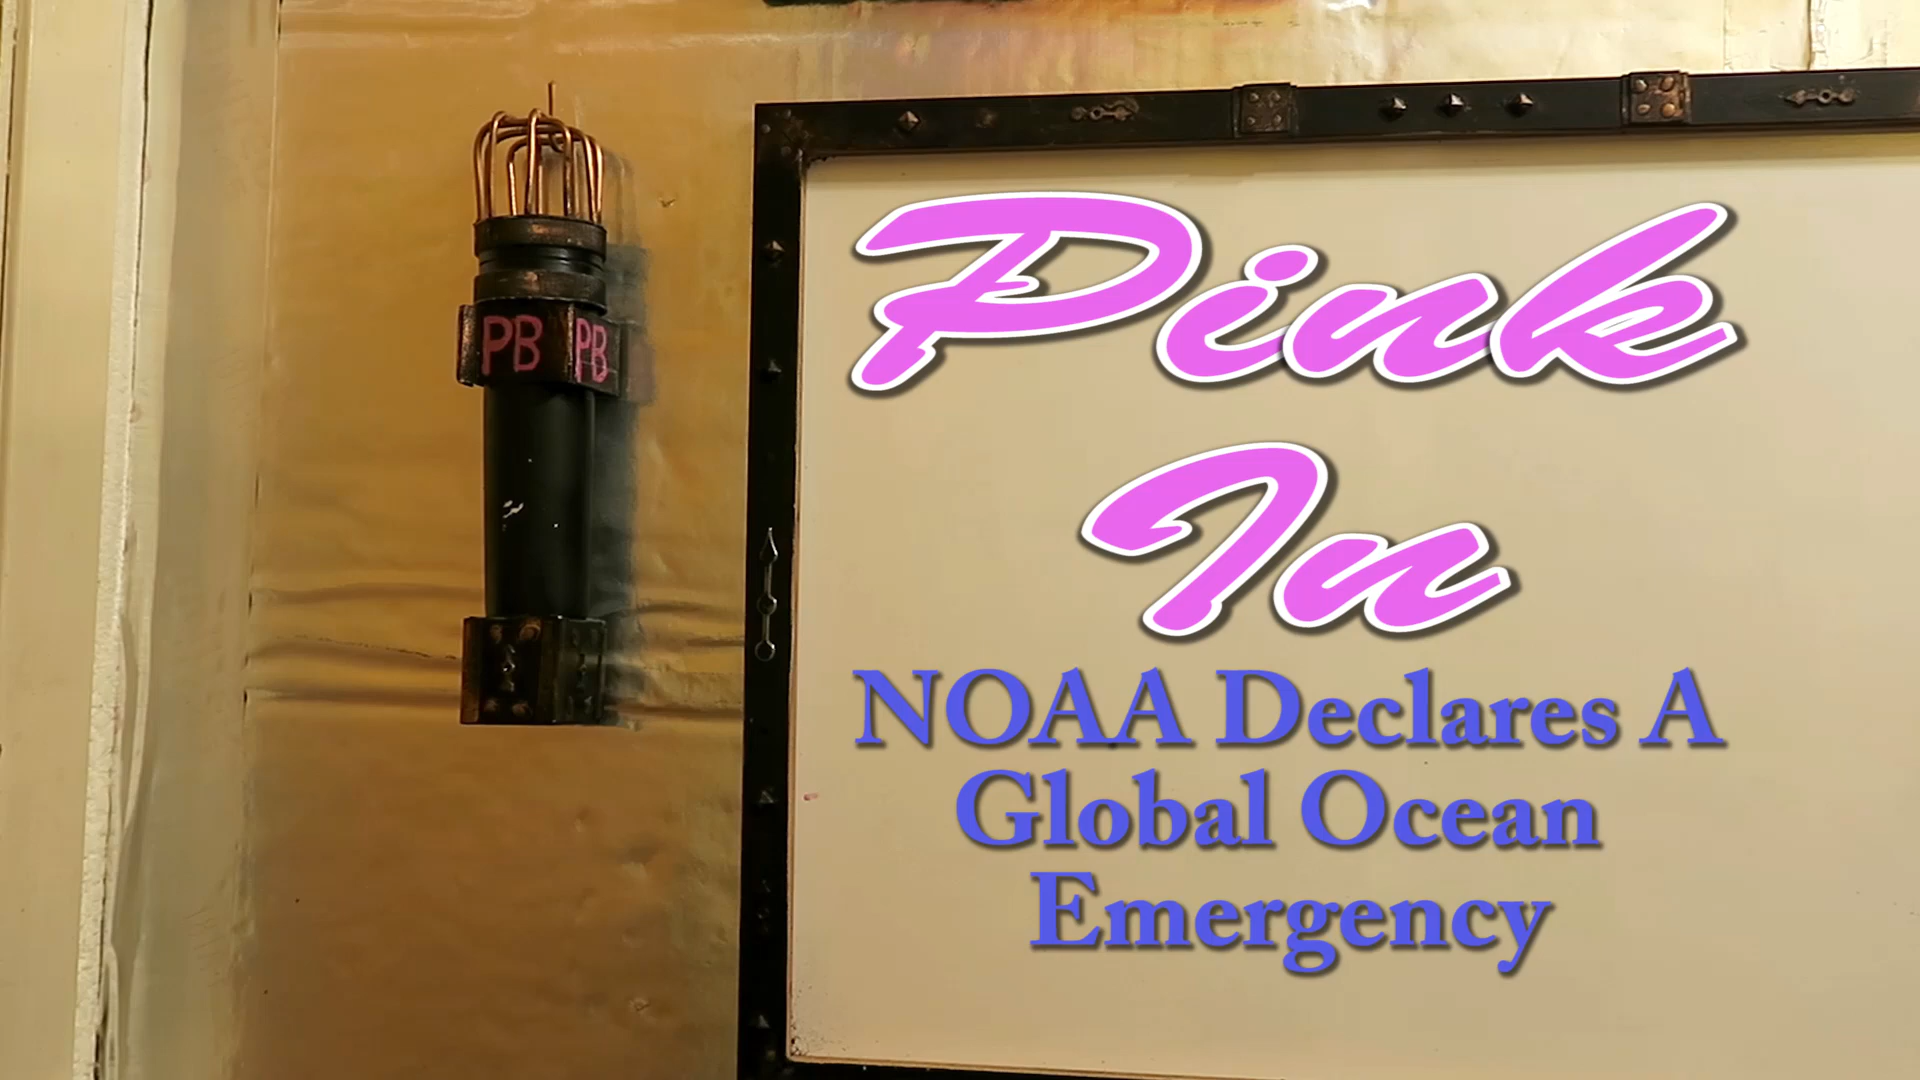 PB PB
Pink
In
NOAA Declares A
Global Ocean
Emergency